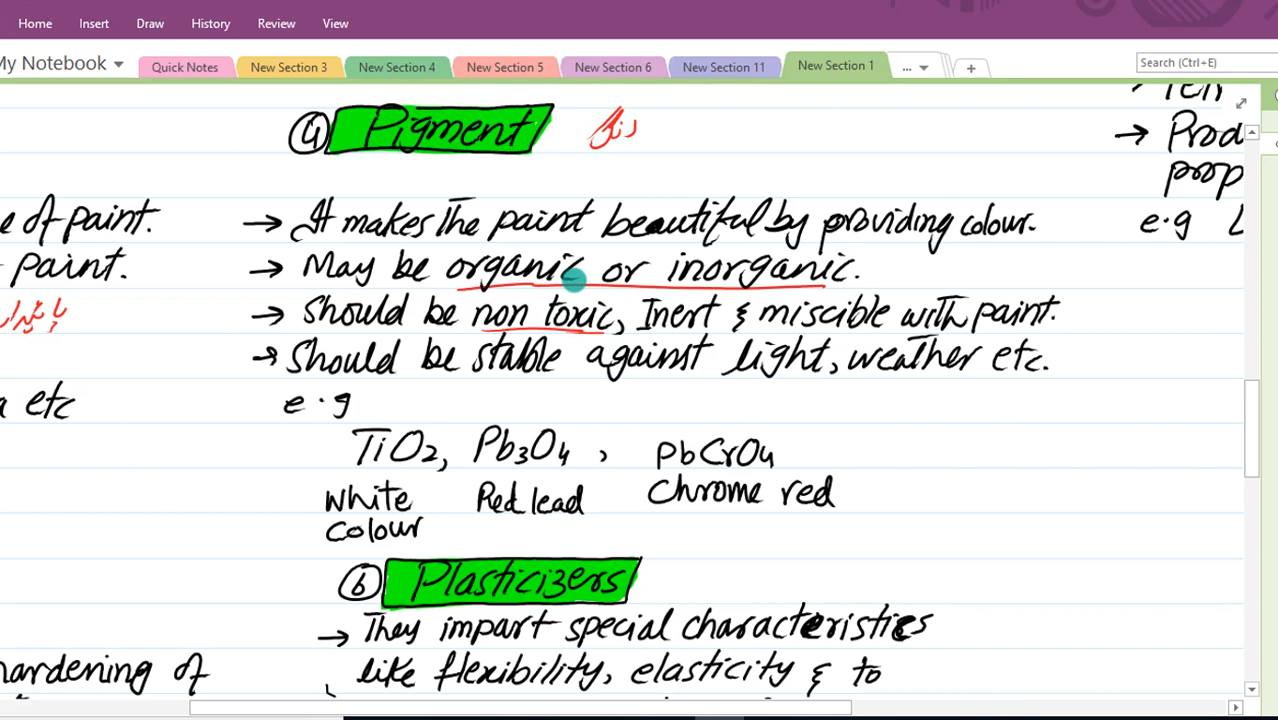 Home Insert Draw History Review View
My Notebook Quick Notes New Section 3 New Section 4 New Section 5 New Section 6 New Section 11 New Section 1 ... + Search (Ctrl+E)
④ Pigment
→ Prod
prop
e.g
e of paint.
paint.
a etc
hardening of
→ It makes the paint beautiful by providing colour.
→ May be organic or inorganic.
→ Should be non toxic, Inert & miscible with paint.
→ Should be stable against light, weather etc.
e.g
TiO2, Pb3O4, PbCrO4
White Red lead Chrome red
Colour
ⓑ Plasticizers
→ They impart special characteristics
like flexibility, elasticity & to